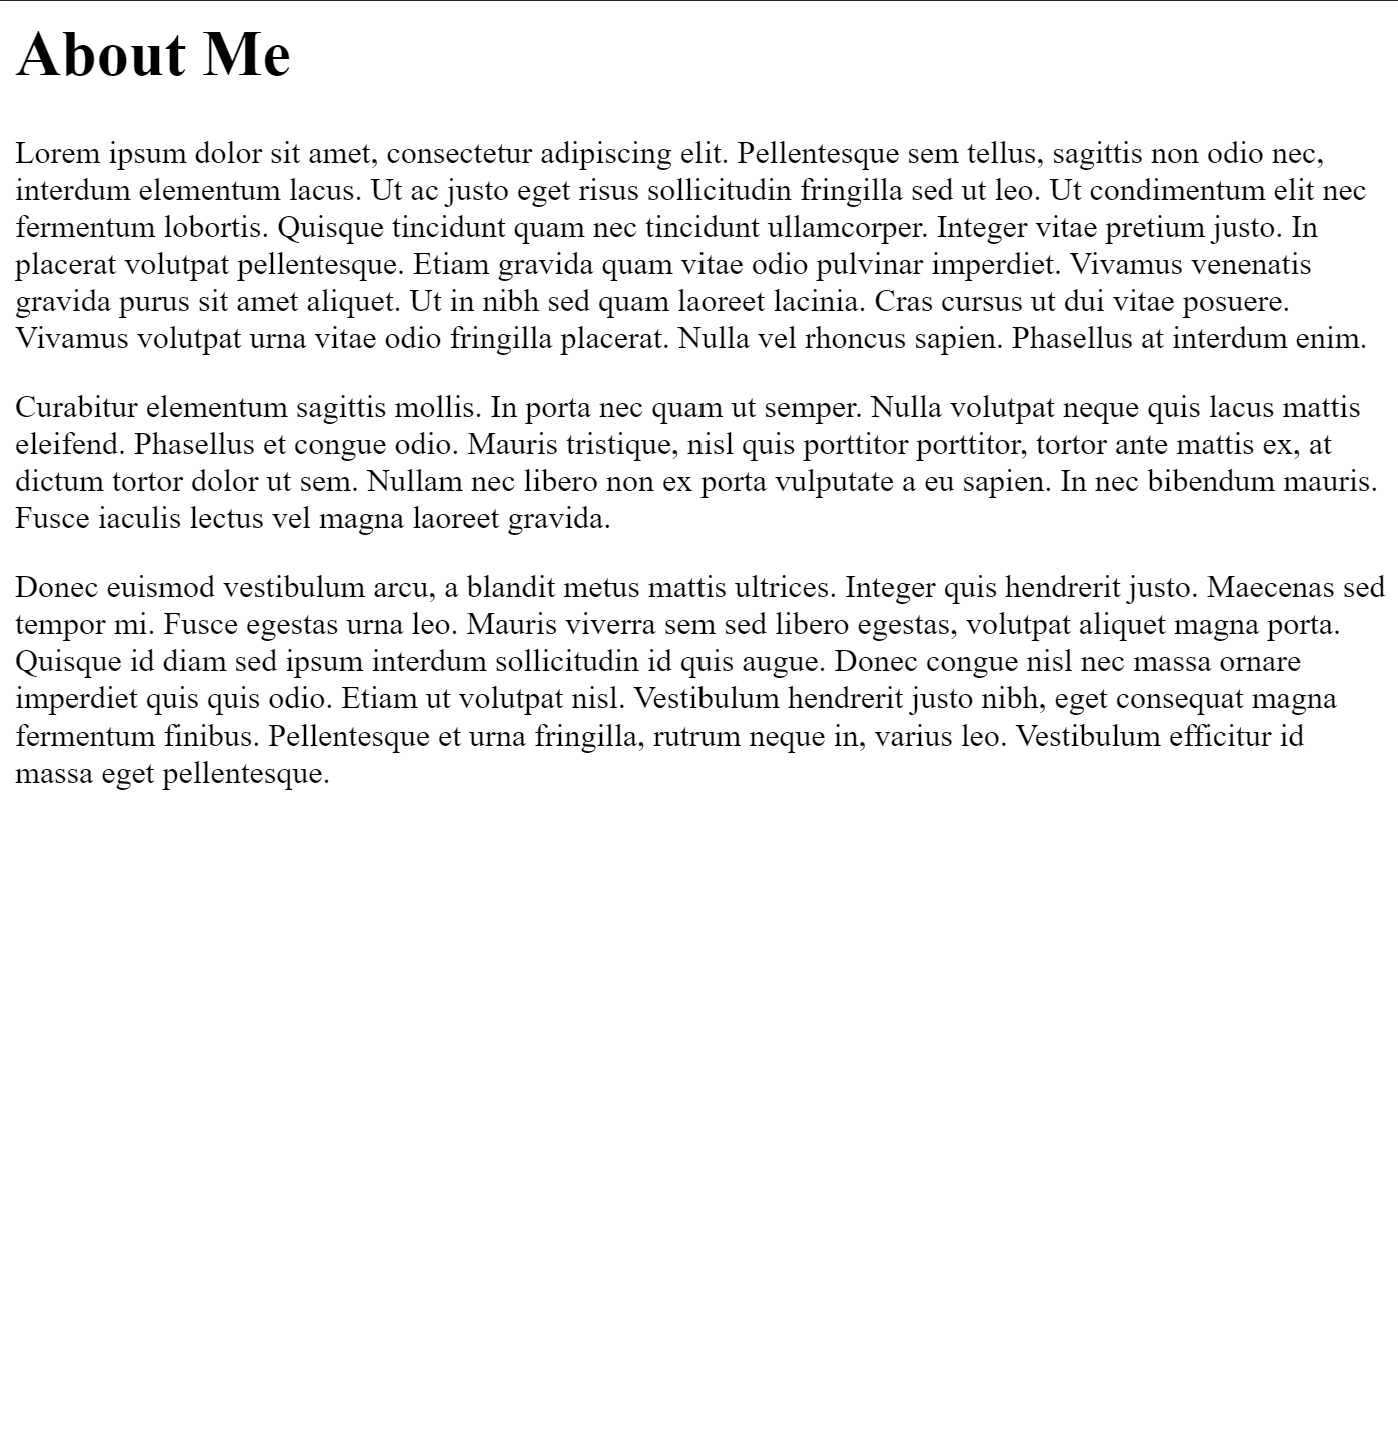 About Me
Lorem ipsum dolor sit amet, consectetur adipiscing elit. Pellentesque sem tellus, sagittis non odio nec,
interdum elementum lacus. Ut ac justo eget risus sollicitudin fringilla sed ut leo. Ut condimentum elit nec
fermentum lobortis. Quisque tincidunt quam nec tincidunt ullamcorper. Integer vitae pretium justo. In
placerat volutpat pellentesque. Etiam gravida quam vitae odio pulvinar imperdiet. Vivamus venenatis
gravida purus sit amet aliquet. Ut in nibh sed quam laoreet lacinia. Cras cursus ut dui vitae posuere.
Vivamus volutpat urna vitae odio fringilla placerat. Nulla vel rhoncus sapien. Phasellus at interdum enim.
Curabitur elementum sagittis mollis. In porta nec quam ut semper. Nulla volutpat neque quis lacus mattis
eleifend. Phasellus et congue odio. Mauris tristique, nisl quis porttitor porttitor, tortor ante mattis ex, at
dictum tortor dolor ut sem. Nullam nec libero non ex porta vulputate a eu sapien. In nec bibendum mauris.
Fusce iaculis lectus vel magna laoreet gravida.
Donec euismod vestibulum arcu, a blandit metus mattis ultrices. Integer quis hendrerit justo. Maecenas sed
tempor mi. Fusce egestas urna leo. Mauris viverra sem sed libero egestas, volutpat aliquet magna porta.
Quisque id diam sed ipsum interdum sollicitudin id quis augue. Donec congue nisl nec massa ornare
imperdiet quis quis odio. Etiam ut volutpat nisl. Vestibulum hendrerit justo nibh, eget consequat magna
fermentum finibus. Pellentesque et urna fringilla, rutrum neque in, varius leo. Vestibulum efficitur id
massa eget pellentesque.